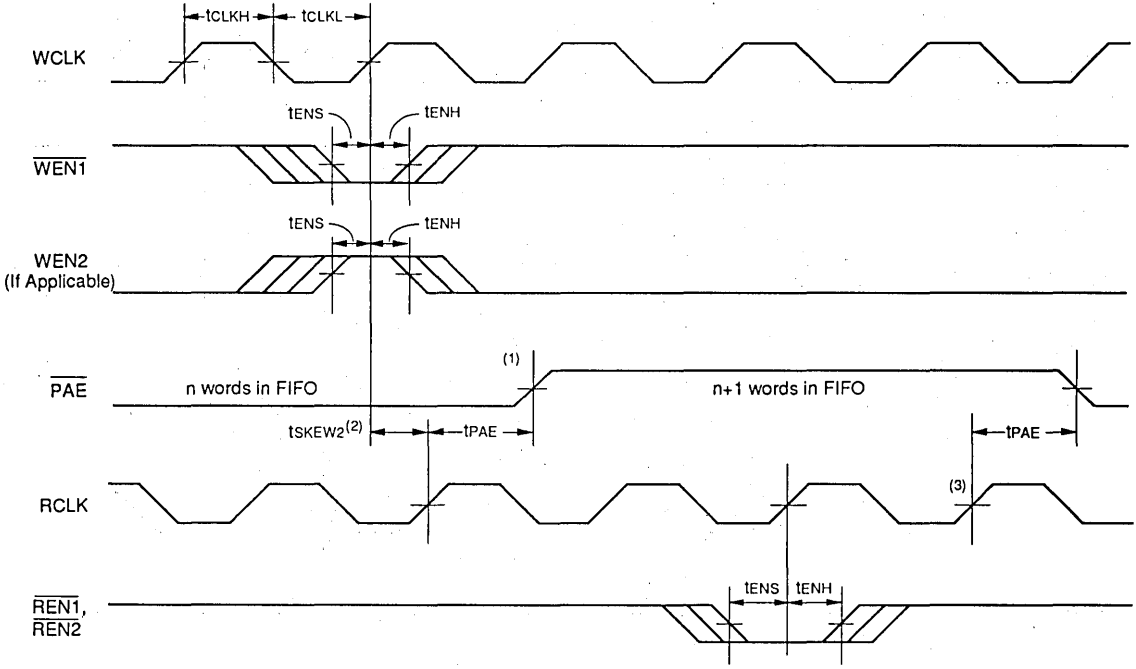 tCLKH tCLKL
WCLK
tENS tENH
WEN1
tENS tENH
WEN2
(If Applicable)
(1)
PAE n words in FIFO n+1 words in FIFO
tSKEW2(2) tPAE tPAE
RCLK (3)
tENS tENH
REN1,
REN2